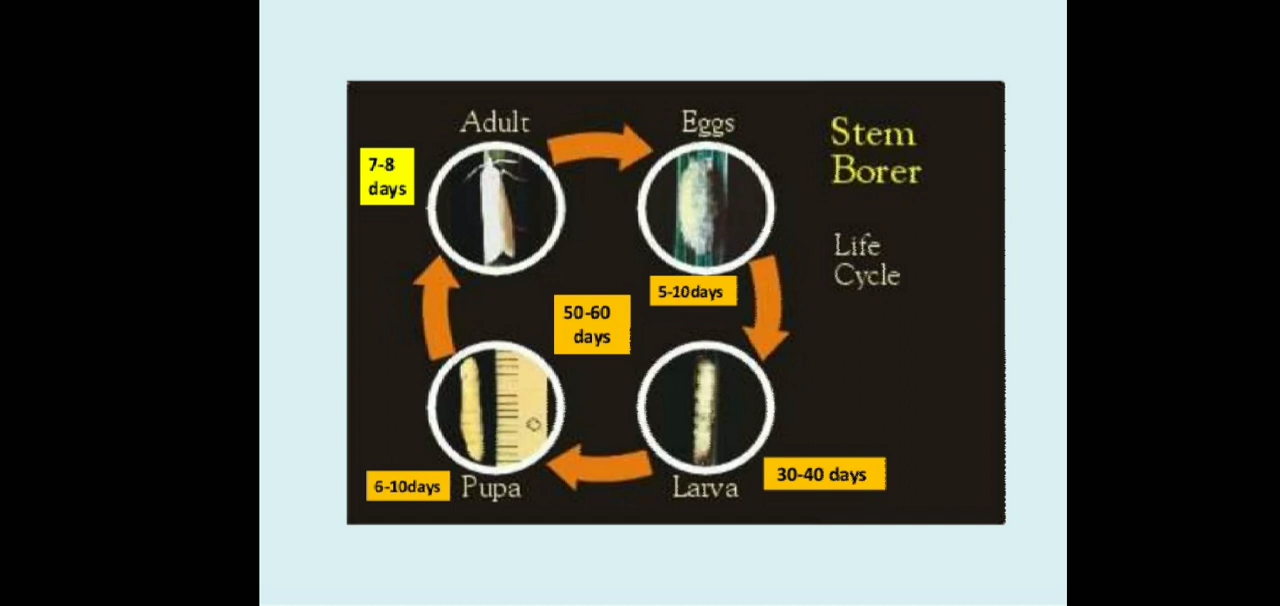 Adult
Eggs
Stem
Borer
7-8
days
Life
Cycle
5-10days
50-60
days
30-40 days
6-10days
Pupa
Larva